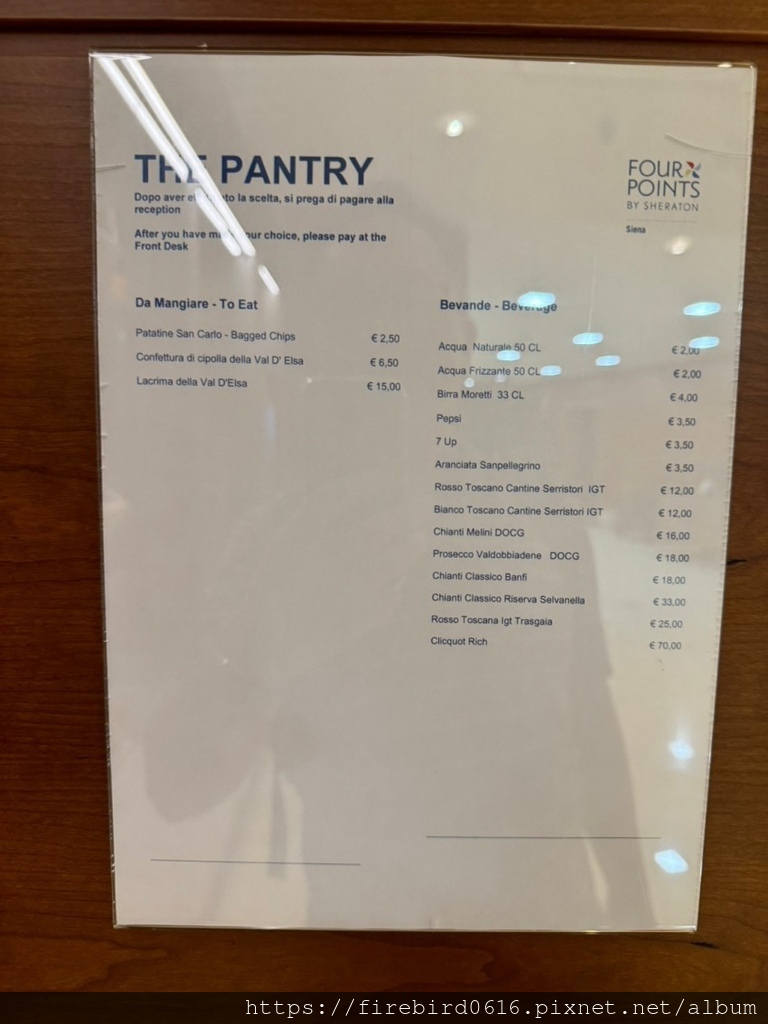 THE PANTRY
Dopo aver la scelta, si prega di pagare alla
reception
After you have your choice, please pay at the
Front Desk
FOUR
POINTS
BY SHERATON
Siena
Da Mangiare - To Eat
Patatine San Carlo - Bagged Chips € 2,50
Confettura di cipolla della Val D' Elsa € 6,50
Lacrima della Val D'Elsa € 15,00
Bevande - Beverage
Acqua Naturale 50 CL € 2,00
Acqua Frizzante 50 CL € 2,00
Birra Moretti 33 CL € 4,00
Pepsi € 3,50
7 Up € 3,50
Aranciata Sanpellegrino € 3,50
Rosso Toscano Cantine Serristori IGT € 12,00
Bianco Toscano Cantine Serristori IGT € 12,00
Chianti Melini DOCG € 16,00
Prosecco Valdobbiadene DOCG € 18,00
Chianti Classico Banfi € 18,00
Chianti Classico Riserva Selvanella € 33,00
Rosso Toscana Igt Trasgaia € 25,00
Clicquot Rich € 70,00
https://firebird0616.pixnet.net/album